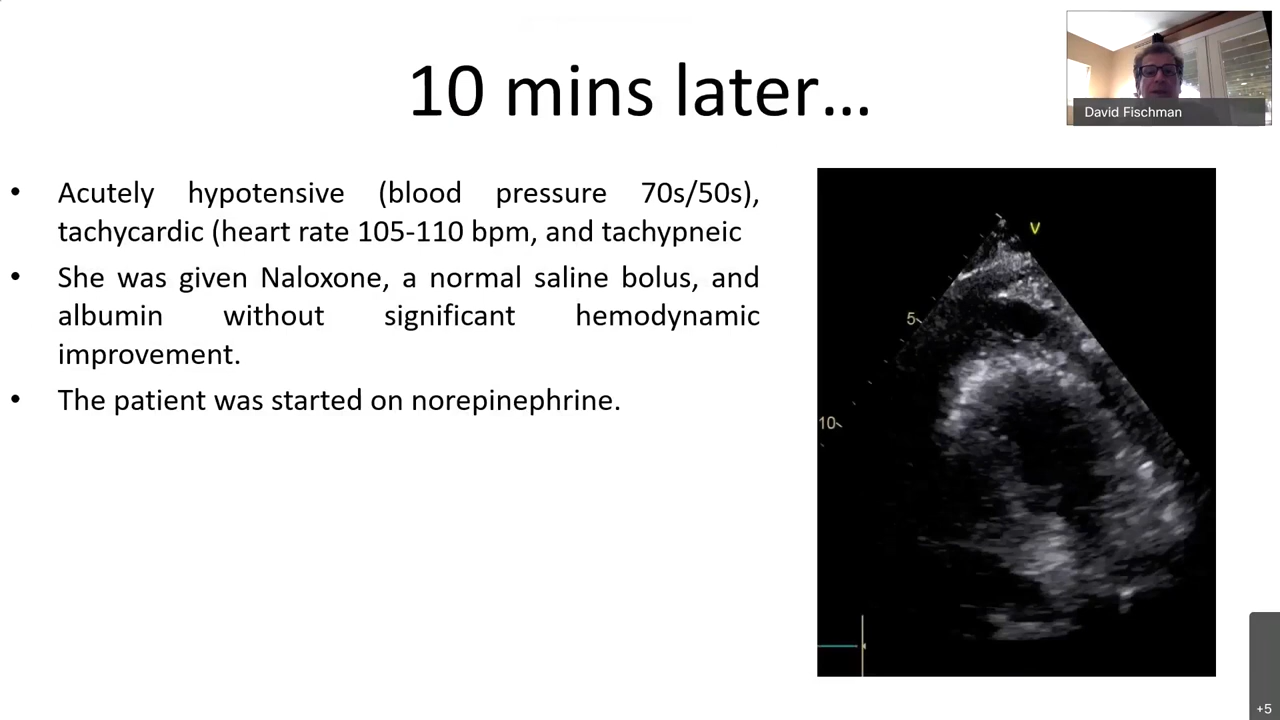 10 mins later...
David Fischman
• Acutely hypotensive (blood pressure 70s/50s),
tachycardic (heart rate 105-110 bpm, and tachypneic
• She was given Naloxone, a normal saline bolus, and
albumin without significant hemodynamic
improvement.
• The patient was started on norepinephrine.
V
5
10
+5